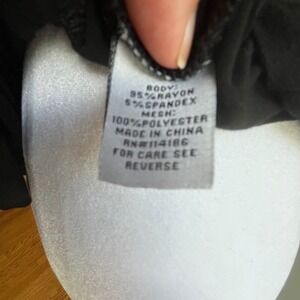 BODY:
95%RAYON
5%SPANDEX
MESH:
100%POLYESTER
MADE IN CHINA
RN#114186
FOR CARE SEE
REVERSE